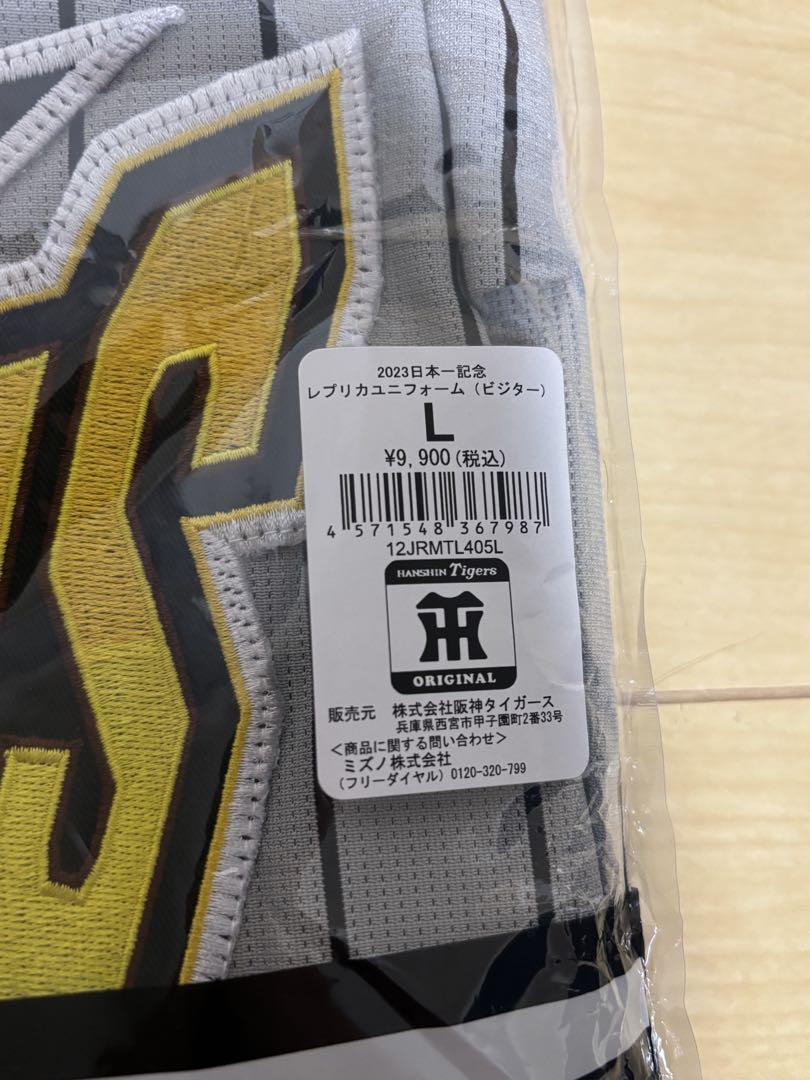 S
2023日本一記念
レプリカユニフォーム（ビジター）
L
¥9,900(税込)
4 571548 367987
12JRMTL405L
HANSHIN Tigers
TH
ORIGINAL
販売元 株式会社阪神タイガース
兵庫県西宮市甲子園町2番33号
＜商品に関する問い合わせ＞
ミズノ株式会社
（フリーダイヤル）0120-320-799